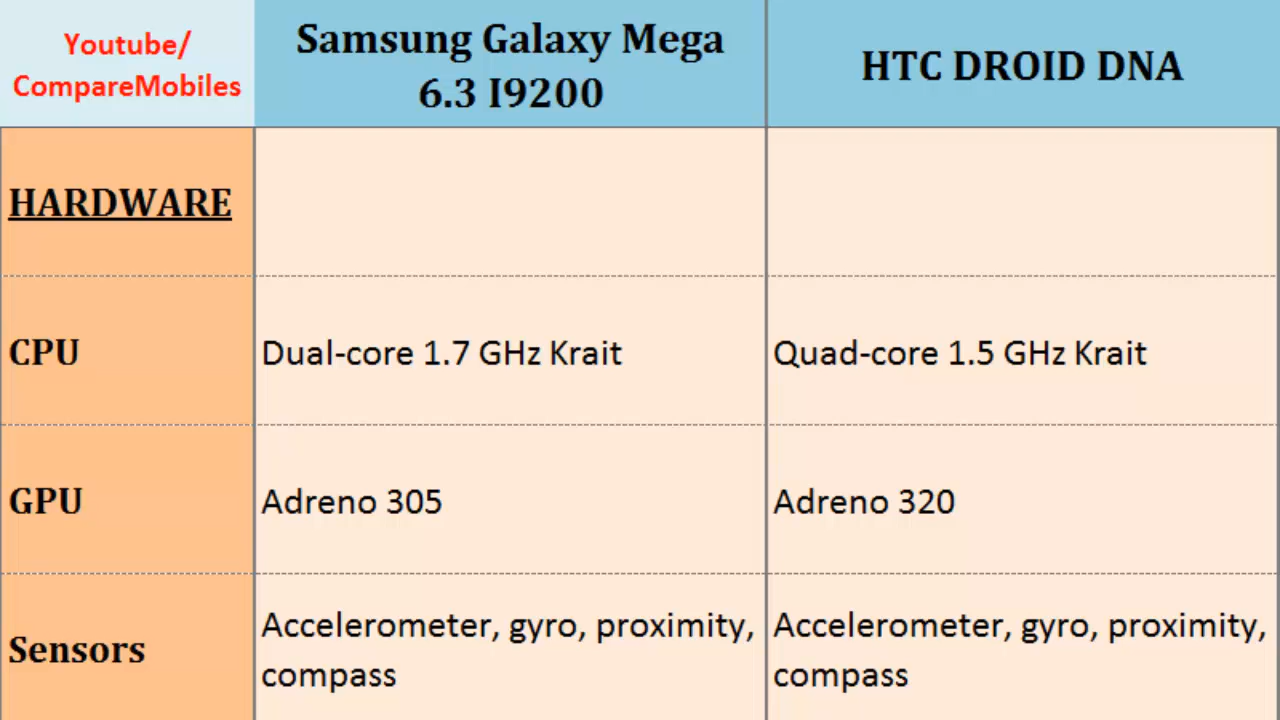 Youtube/
CompareMobiles
Samsung Galaxy Mega
6.3 I9200
HTC DROID DNA
HARDWARE
CPU
Dual-core 1.7 GHz Krait
Quad-core 1.5 GHz Krait
GPU
Adreno 305
Adreno 320
Sensors
Accelerometer, gyro, proximity,
compass
Accelerometer, gyro, proximity,
compass